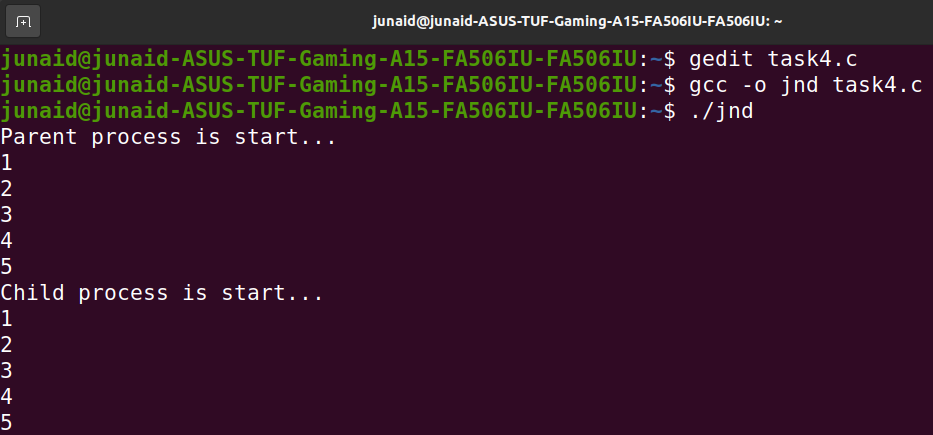 junaid@junaid-ASUS-TUF-Gaming-A15-FA506IU-FA506IU: ~
junaid@junaid-ASUS-TUF-Gaming-A15-FA506IU-FA506IU:~$ gedit task4.c
junaid@junaid-ASUS-TUF-Gaming-A15-FA506IU-FA506IU:~$ gcc -o jnd task4.c
junaid@junaid-ASUS-TUF-Gaming-A15-FA506IU-FA506IU:~$ ./jnd
Parent process is start...
1
2
3
4
5
Child process is start...
1
2
3
4
5